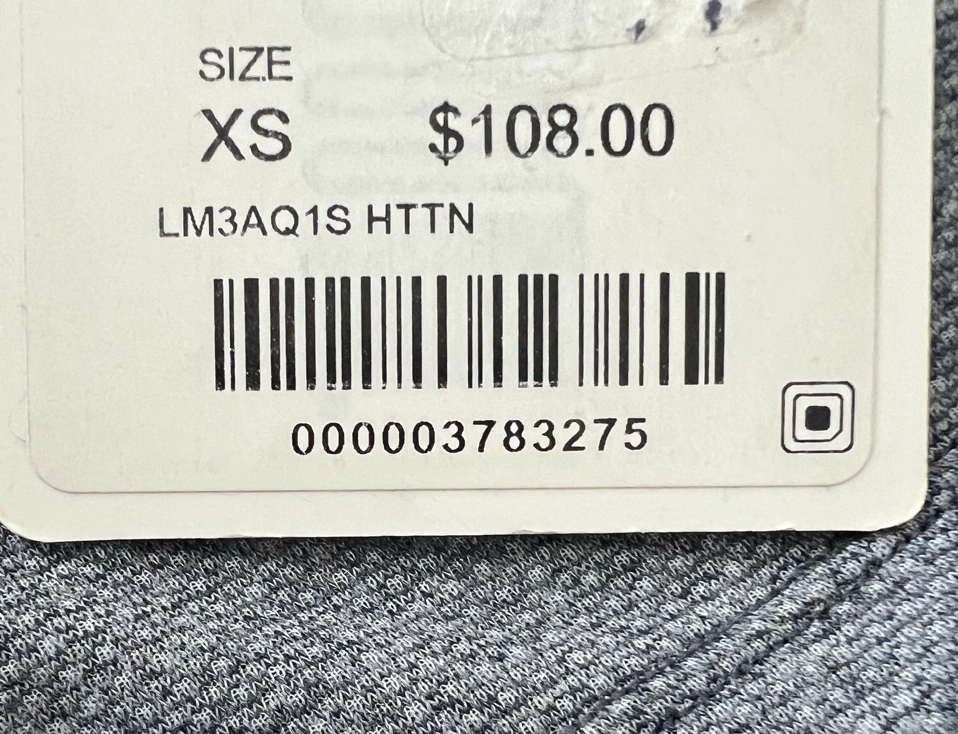 SIZE
XS $108.00
LM3AQ1S HTTN
000003783275